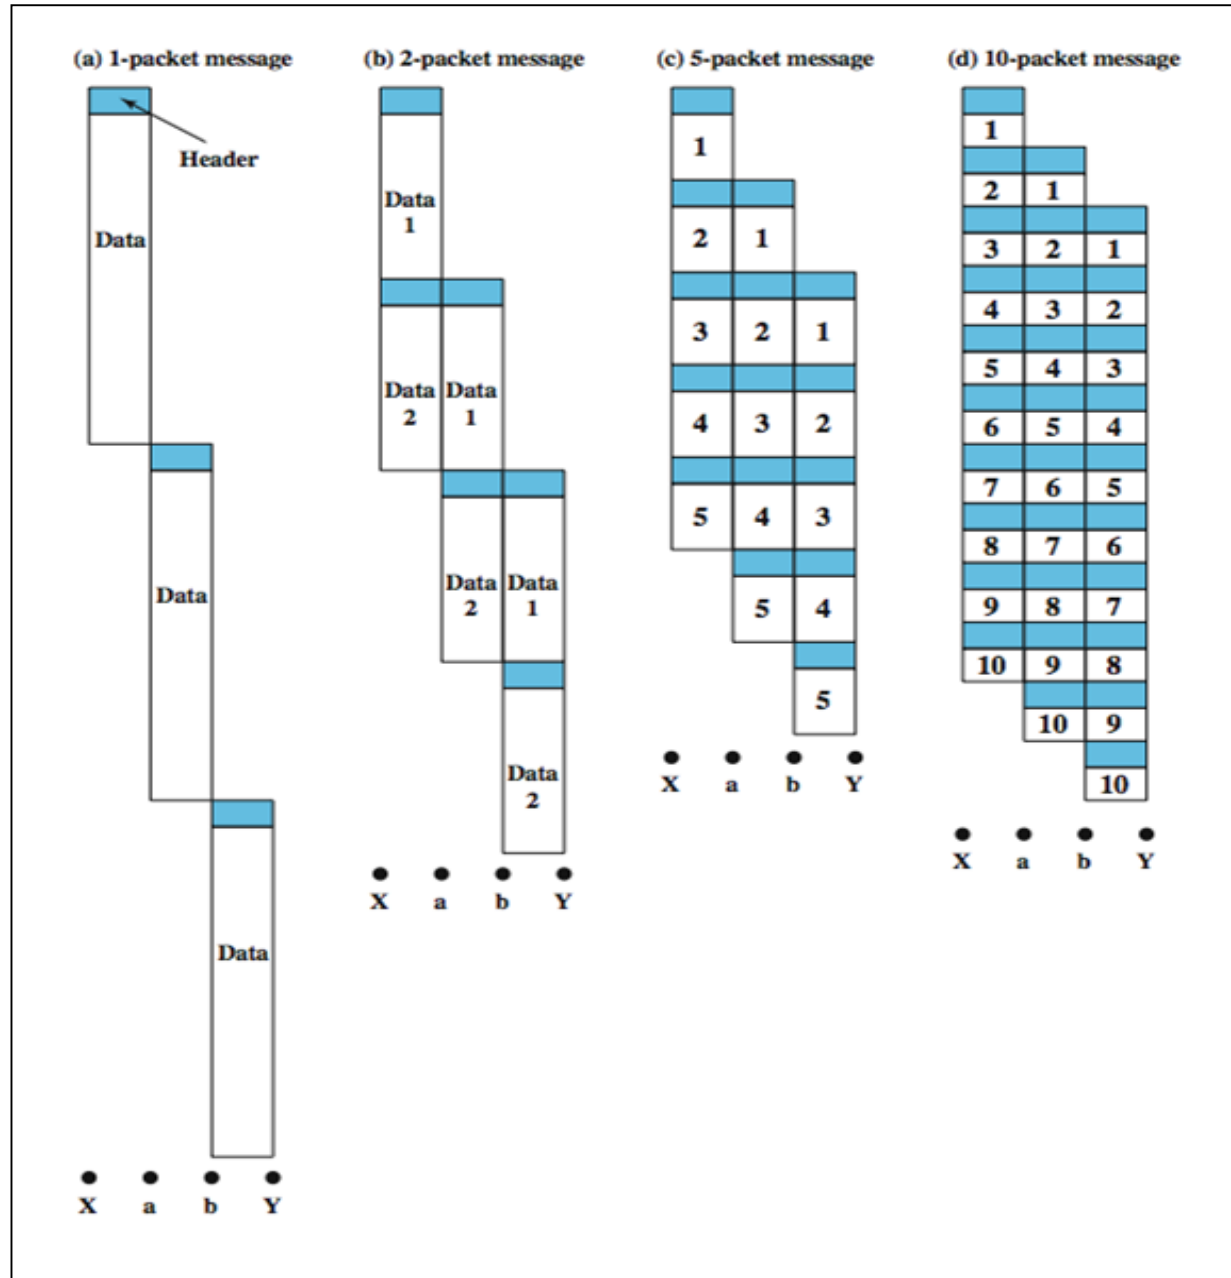 (a) 1-packet message
Header
Data
Data
Data
X a b Y
(b) 2-packet message
Data
1
Data Data
2 1
Data Data
2 1
Data
2
X a b Y
(c) 5-packet message
1
2 1
3 2 1
4 3 2
5 4 3
5 4
5
X a b Y
(d) 10-packet message
1
2 1
3 2 1
4 3 2
5 4 3
6 5 4
7 6 5
8 7 6
9 8 7
10 9 8
10 9
10
X a b Y